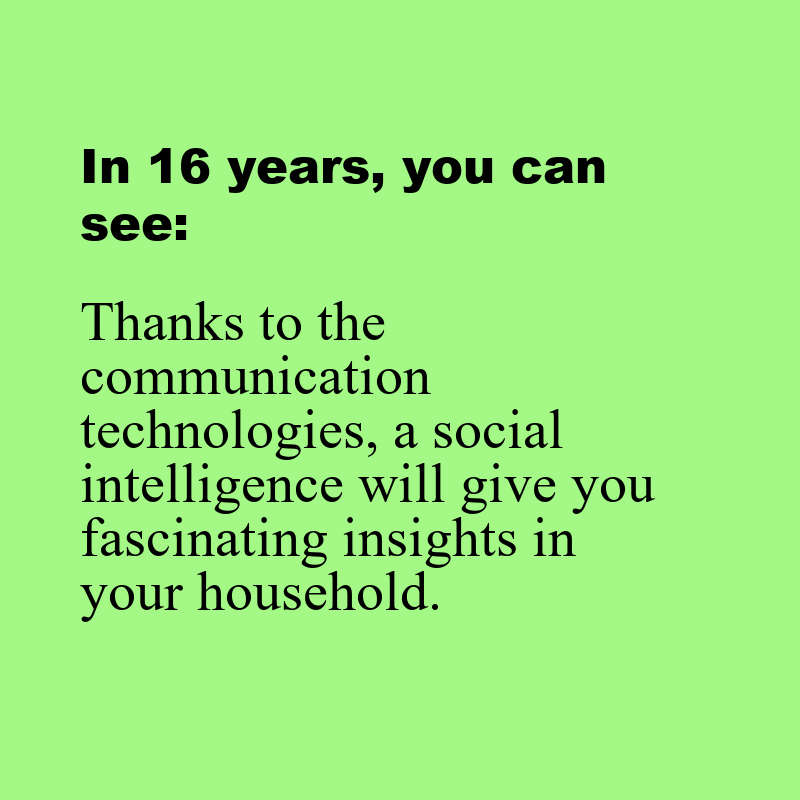 In 16 years, you can
see:
Thanks to the
communication
technologies, a social
intelligence will give you
fascinating insights in
your household.